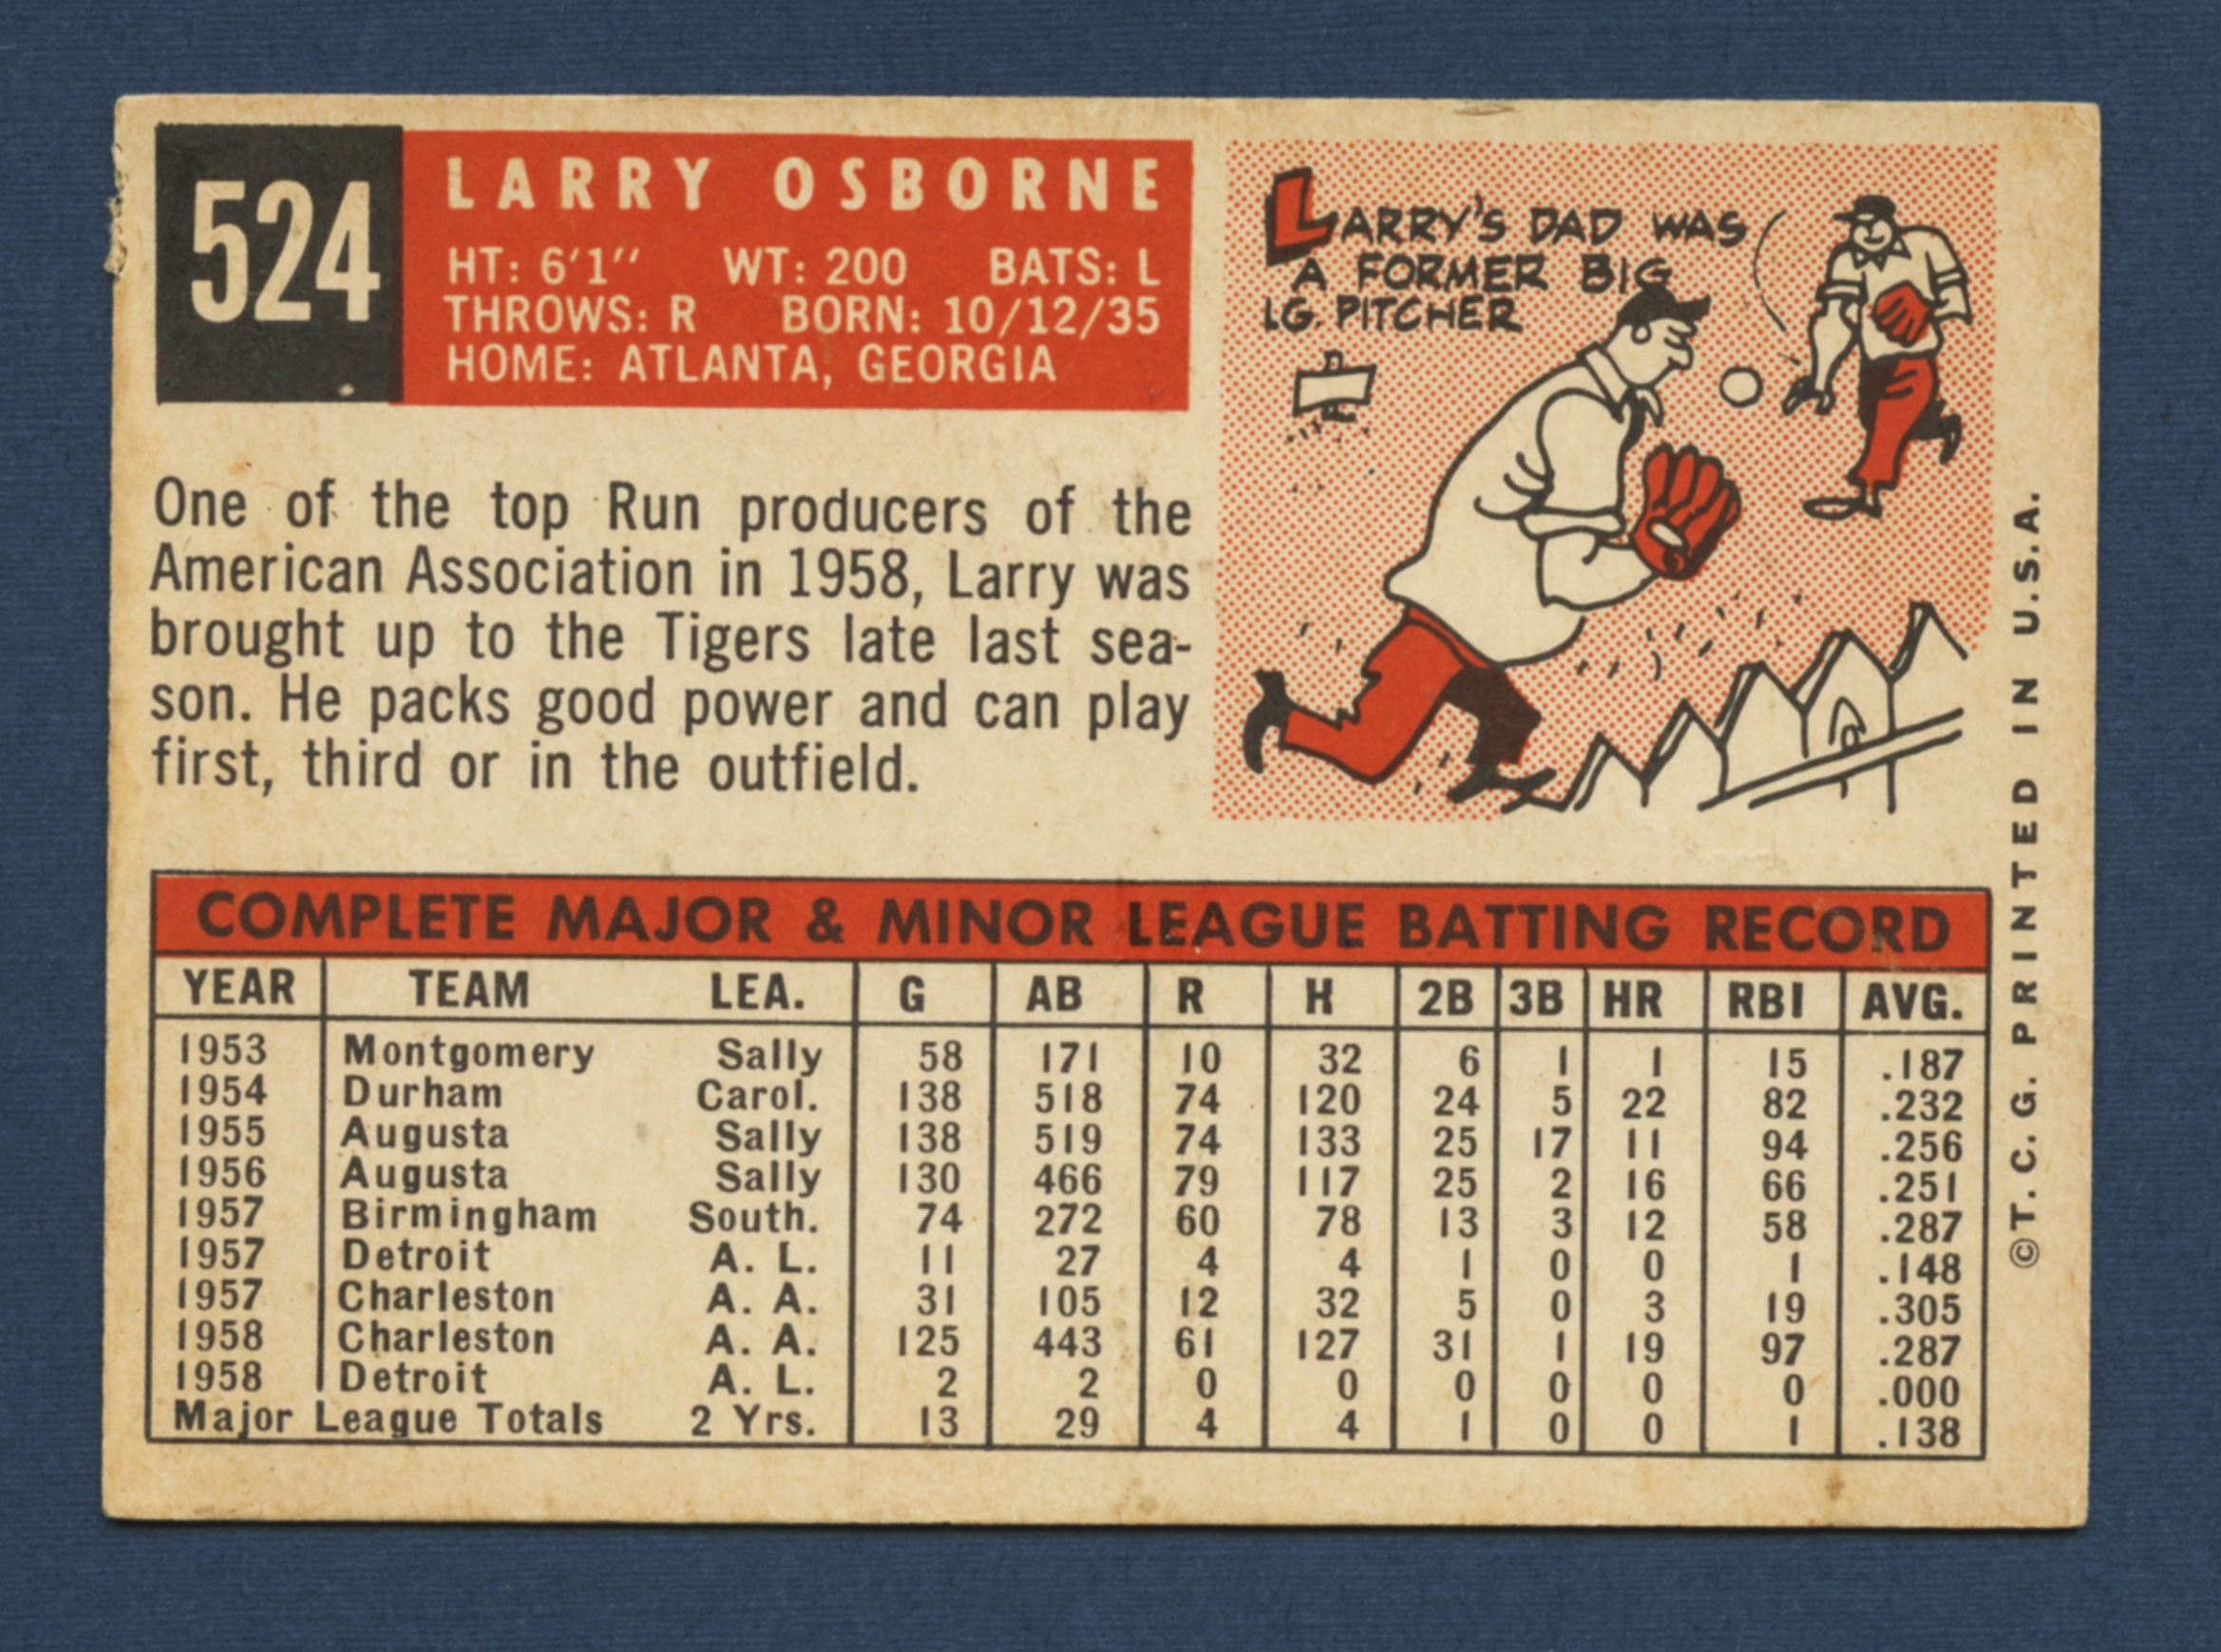 524
LARRY OSBORNE
HT: 6'1" WT: 200 BATS: L
THROWS: R BORN: 10/12/35
HOME: ATLANTA, GEORGIA
LARRY'S DAD WAS
A FORMER BIG
LG. PITCHER
One of the top Run producers of the
American Association in 1958, Larry was
brought up to the Tigers late last sea-
son. He packs good power and can play
first, third or in the outfield.
COMPLETE MAJOR & MINOR LEAGUE BATTING RECORD
YEAR TEAM LEA. G AB R H 2B 3B HR RBI AVG.
1953 Montgomery Sally 58 171 10 32 6 1 1 15 .187
1954 Durham Carol. 138 518 74 120 24 5 22 82 .232
1955 Augusta Sally 138 519 74 133 25 17 11 94 .256
1956 Augusta Sally 130 466 79 117 25 2 16 66 .251
1957 Birmingham South. 74 272 60 78 13 3 12 58 .287
1957 Detroit A. L. 11 27 4 4 1 0 0 1 .148
1957 Charleston A. A. 31 105 12 32 5 0 3 19 .305
1958 Charleston A. A. 125 443 61 127 31 1 19 97 .287
1958 Detroit A. L. 2 2 0 0 0 0 0 0 .000
Major League Totals 2 Yrs. 13 29 4 4 1 0 0 1 .138
©T. C. G. PRINTED IN U.S.A.